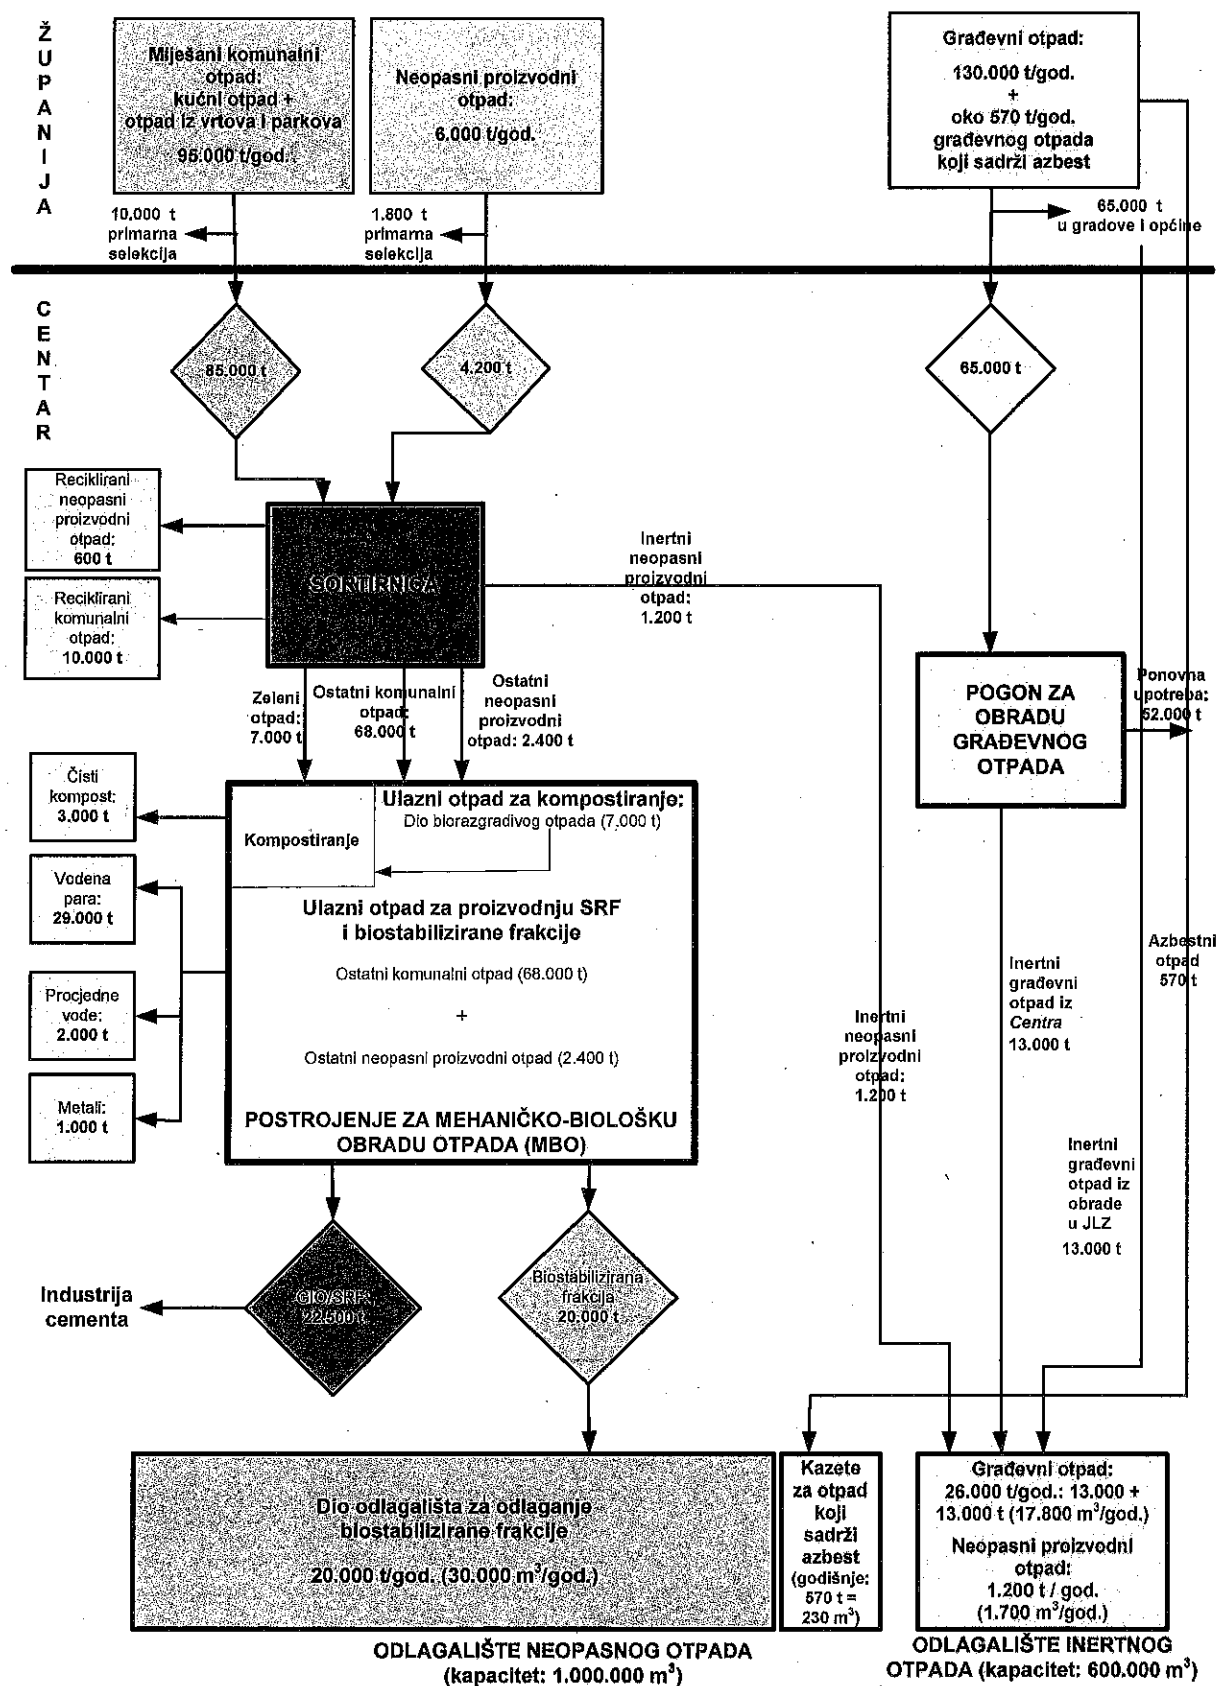 ŽUPANIJA
Miješani komunalni
otpad:
kućni otpad +
otpad iz vrtova i parkova
95.000 t/god.
Neopasni proizvodni
otpad:
6.000 t/god.
Građevni otpad:
130.000 t/god.
+
oko 570 t/god.
građevnog otpada
koji sadrži azbest
10.000 t
primarna
selekcija
1.800 t
primarna
selekcija
65.000 t
u gradove i općine
CENTAR
85.000 t
4.200 t
65.000 t
Reciklirani
neopasni
proizvodni
otpad:
600 t
Reciklirani
komunalni
otpad:
10.000 t
SORTIRNICA
Inertni
neopasni
proizvodni
otpad:
1.200 t
Zeleni
otpad:
7.000 t
Ostatni komunalni
otpad:
68.000 t
Ostatni
neopasni
proizvodni
otpad: 2.400 t
POGON ZA
OBRADU
GRAĐEVNOG
OTPADA
Ponovna
upotreba:
52.000 t
Čisti
kompost:
3.000 t
Vodena
para:
29.000 t
Procjedne
vode:
2.000 t
Metali:
1.000 t
Kompostiranje
Ulazni otpad za kompostiranje:
Dio biorazgradivog otpada (7.000 t)
Ulazni otpad za proizvodnju SRF
i biostabilizirane frakcije
Ostatni komunalni otpad (68.000 t)
+
Ostatni neopasni proizvodni otpad (2.400 t)
POSTROJENJE ZA MEHANIČKO-BIOLOŠKU
OBRADU OTPADA (MBO)
Inertni
neopasni
proizvodni
otpad:
1.200 t
Inertni
građevni
otpad iz
Centra
13.000 t
Azbestni
otpad
570 t
Inertni
građevni
otpad iz
obrade
u JLZ
13.000 t
Industrija
cementa
GIO/SRF:
22.500 t
Biostabilizirana
frakcija
20.000 t
Dio odlagališta za odlaganje
biostabilizirane frakcije
20.000 t/god. (30.000 m³/god.)
Kazete
za otpad
koji
sadrži
azbest
(godišnje:
570 t =
230 m³)
Građevni otpad:
26.000 t/god.: 13.000 +
13.000 t (17.800 m³/god.)
Neopasni proizvodni
otpad:
1.200 t / god.
(1.700 m³/god.)
ODLAGALIŠTE NEOPASNOG OTPADA
(kapacitet: 1.000.000 m³)
ODLAGALIŠTE INERTNOG
OTPADA (kapacitet: 600.000 m³)